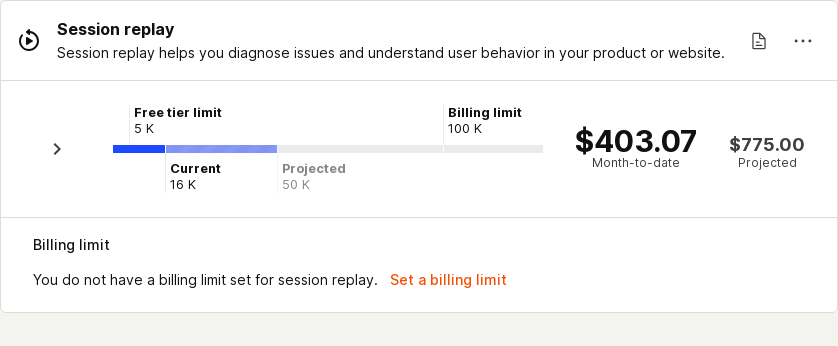 Session replay
Session replay helps you diagnose issues and understand user behavior in your product or website.
Free tier limit
5 K
Billing limit
100 K
Current
16 K
Projected
50 K
$403.07
Month-to-date
$775.00
Projected
Billing limit
You do not have a billing limit set for session replay. Set a billing limit